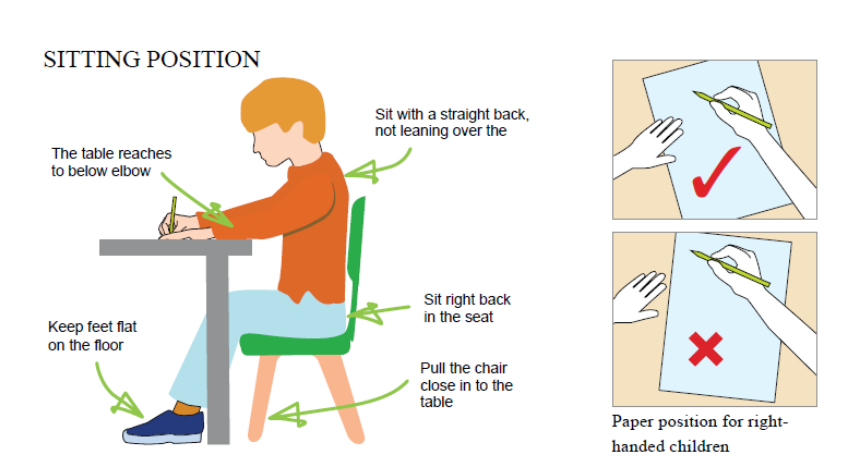 SITTING POSITION
Sit with a straight back,
not leaning over the
The table reaches
to below elbow
Sit right back
in the seat
Keep feet flat
on the floor
Pull the chair
close in to the
table
Paper position for right-
handed children